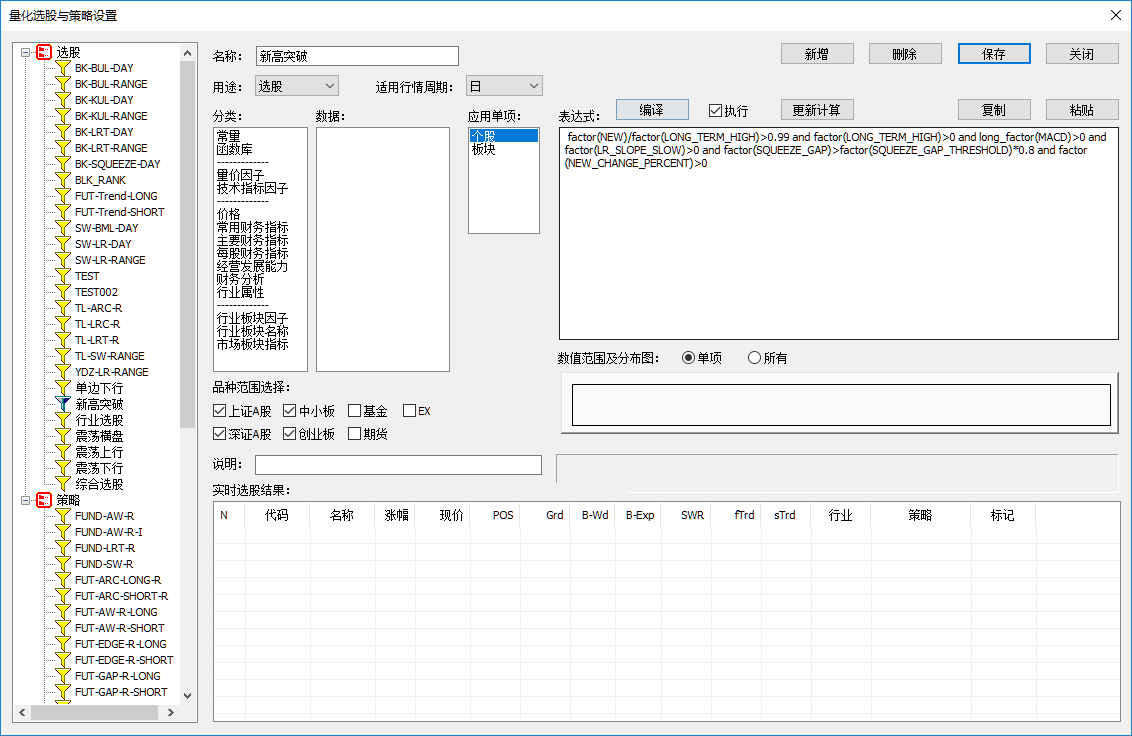 量化选股与策略设置
选股
BK-BUL-DAY
BK-BUL-RANGE
BK-KUL-DAY
BK-KUL-RANGE
BK-LRT-DAY
BK-LRT-RANGE
BK-SQUEEZE-DAY
BLK_RANK
FUT-Trend-LONG
FUT-Trend-SHORT
SW-BML-DAY
SW-LR-DAY
SW-LR-RANGE
TEST
TEST002
TL-ARC-R
TL-LRC-R
TL-LRT-R
TL-SW-RANGE
YDZ-LR-RANGE
单边下行
新高突破
行业选股
震荡横盘
震荡上行
震荡下行
综合选股
策略
FUND-AW-R
FUND-AW-R-I
FUND-LRT-R
FUND-SW-R
FUT-ARC-LONG-R
FUT-ARC-SHORT-R
FUT-AW-R-LONG
FUT-AW-R-SHORT
FUT-EDGE-R-LONG
FUT-EDGE-R-SHORT
FUT-GAP-R-LONG
FUT-GAP-R-SHORT
名称: 新高突破
新增 删除 保存 关闭
用途: 选股 适用行情周期: 日
分类: 数据: 应用单项: 表达式: 编译 执行 更新计算 复制 粘贴
常量
函数库
-------------
量价因子
技术指标因子
-------------
价格
常用财务指标
主要财务指标
每股财务指标
经营发展能力
财务分析
行业属性
-------------
行业板块因子
行业板块名称
市场板块指标
个股
板块
factor(NEW)/factor(LONG_TERM_HIGH)>0.99 and factor(LONG_TERM_HIGH)>0 and long_factor(MACD)>0 and
factor(LR_SLOPE_SLOW)>0 and factor(SQUEEZE_GAP)>factor(SQUEEZE_GAP_THRESHOLD)*0.8 and factor
(NEW_CHANGE_PERCENT)>0
数值范围及分布图: 单项 所有
品种范围选择:
上证A股 中小板 基金 EX
深证A股 创业板 期货
说明:
实时选股结果:
N 代码 名称 涨幅 现价 POS Grd B-Wd B-Exp SWR fTrd sTrd 行业 策略 标记